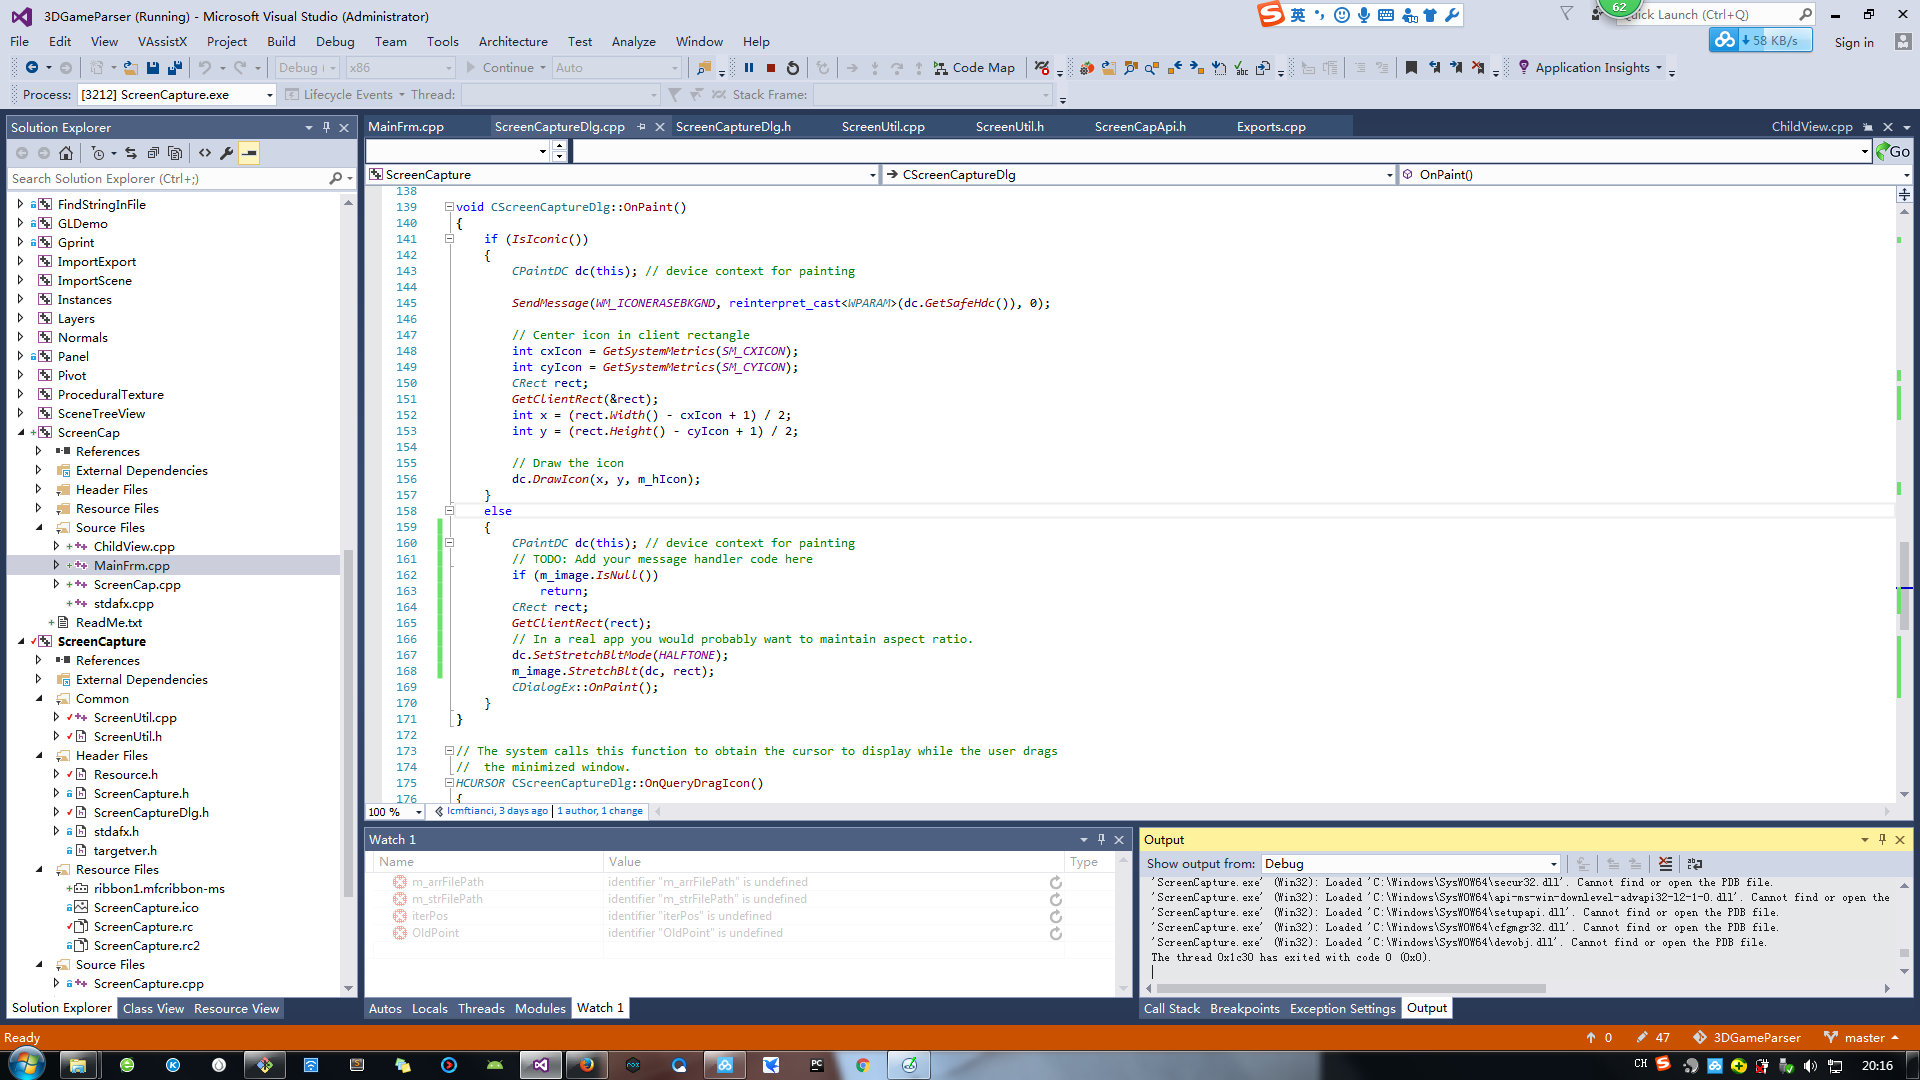 3DGameParser (Running) - Microsoft Visual Studio (Administrator)
英
62
Quick Launch (Ctrl+Q)
File Edit View VAssistX Project Build Debug Team Tools Architecture Test Analyze Window Help
58 KB/s
Sign in
Debug x86 Continue Auto Code Map Application Insights
Process: [3212] ScreenCapture.exe Lifecycle Events Thread: Stack Frame:
Solution Explorer
Search Solution Explorer (Ctrl+;)
FindStringInFile
GLDemo
Gprint
ImportExport
ImportScene
Instances
Layers
Normals
Panel
Pivot
ProceduralTexture
SceneTreeView
ScreenCap
References
External Dependencies
Header Files
Resource Files
Source Files
ChildView.cpp
MainFrm.cpp
ScreenCap.cpp
stdafx.cpp
ReadMe.txt
ScreenCapture
References
External Dependencies
Common
ScreenUtil.cpp
ScreenUtil.h
Header Files
Resource.h
ScreenCapture.h
ScreenCaptureDlg.h
stdafx.h
targetver.h
Resource Files
ribbon1.mfcribbon-ms
ScreenCapture.ico
ScreenCapture.rc
ScreenCapture.rc2
Source Files
ScreenCapture.cpp
Solution Explorer Class View Resource View
MainFrm.cpp ScreenCaptureDlg.cpp ScreenCaptureDlg.h ScreenUtil.cpp ScreenUtil.h ScreenCapApi.h Exports.cpp ChildView.cpp
Go
ScreenCapture CScreenCaptureDlg OnPaint()
138
139 void CScreenCaptureDlg::OnPaint()
140 {
141 if (IsIconic())
142 {
143 CPaintDC dc(this); // device context for painting
144
145 SendMessage(WM_ICONERASEBKGND, reinterpret_cast<WPARAM>(dc.GetSafeHdc()), 0);
146
147 // Center icon in client rectangle
148 int cxIcon = GetSystemMetrics(SM_CXICON);
149 int cyIcon = GetSystemMetrics(SM_CYICON);
150 CRect rect;
151 GetClientRect(&rect);
152 int x = (rect.Width() - cxIcon + 1) / 2;
153 int y = (rect.Height() - cyIcon + 1) / 2;
154
155 // Draw the icon
156 dc.DrawIcon(x, y, m_hIcon);
157 }
158 else
159 {
160 CPaintDC dc(this); // device context for painting
161 // TODO: Add your message handler code here
162 if (m_image.IsNull())
163 return;
164 CRect rect;
165 GetClientRect(rect);
166 // In a real app you would probably want to maintain aspect ratio.
167 dc.SetStretchBltMode(HALFTONE);
168 m_image.StretchBlt(dc, rect);
169 CDialogEx::OnPaint();
170 }
171 }
172
173 // The system calls this function to obtain the cursor to display while the user drags
174 // the minimized window.
175 HCURSOR CScreenCaptureDlg::OnQueryDragIcon()
176 {
100 % lcmftianci, 3 days ago | 1 author, 1 change
Watch 1
Name Value Type
m_arrFilePath identifier "m_arrFilePath" is undefined
m_strFilePath identifier "m_strFilePath" is undefined
iterPos identifier "iterPos" is undefined
OldPoint identifier "OldPoint" is undefined
Autos Locals Threads Modules Watch 1
Output
Show output from: Debug
'ScreenCapture.exe' (Win32): Loaded 'C:\Windows\SysWOW64\secur32.dll'. Cannot find or open the PDB file.
'ScreenCapture.exe' (Win32): Loaded 'C:\Windows\SysWOW64\api-ms-win-downlevel-advapi32-l2-1-0.dll'. Cannot find or open the
'ScreenCapture.exe' (Win32): Loaded 'C:\Windows\SysWOW64\setupapi.dll'. Cannot find or open the PDB file.
'ScreenCapture.exe' (Win32): Loaded 'C:\Windows\SysWOW64\cfgmgr32.dll'. Cannot find or open the PDB file.
'ScreenCapture.exe' (Win32): Loaded 'C:\Windows\SysWOW64\devobj.dll'. Cannot find or open the PDB file.
The thread 0x1c30 has exited with code 0 (0x0).
Call Stack Breakpoints Exception Settings Output
Ready
0 47 3DGameParser master
CH
20:16